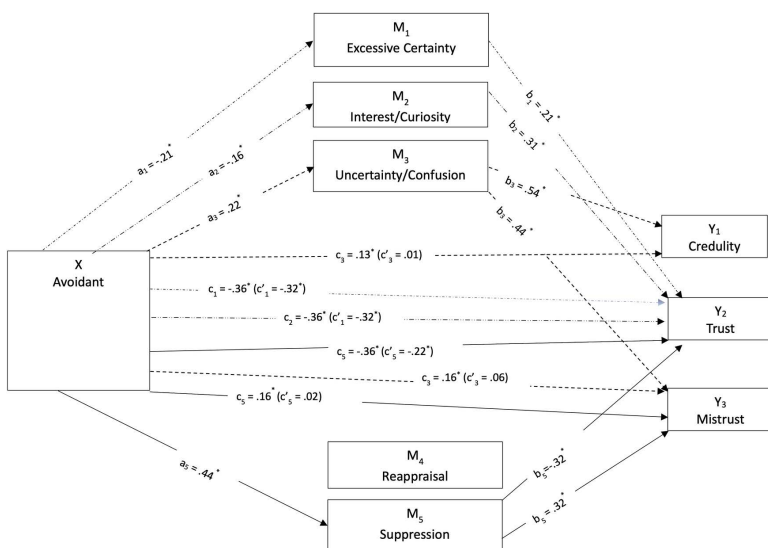 M₁
Excessive Certainty
M₂
Interest/Curiosity
M₃
Uncertainty/Confusion
a₁ = -.21*
a₂ = -.16*
a₃ = .22*
b₁ = .21*
b₂ = .31*
b₃ = .54*
b₃ = .44*
X
Avoidant
Y₁
Credulity
c₃ = .13* (c'₃ = .01)
c₁ = -.36* (c'₁ = -.32*)
c₂ = -.36* (c'₁ = -.32*)
Y₂
Trust
c₅ = -.36* (c'₅ = -.22*)
c₃ = .16* (c'₃ = .06)
c₅ = .16* (c'₅ = .02)
Y₃
Mistrust
a₅ = .44*
M₄
Reappraisal
b₅=-.32*
M₅
Suppression
b₅ = .32*